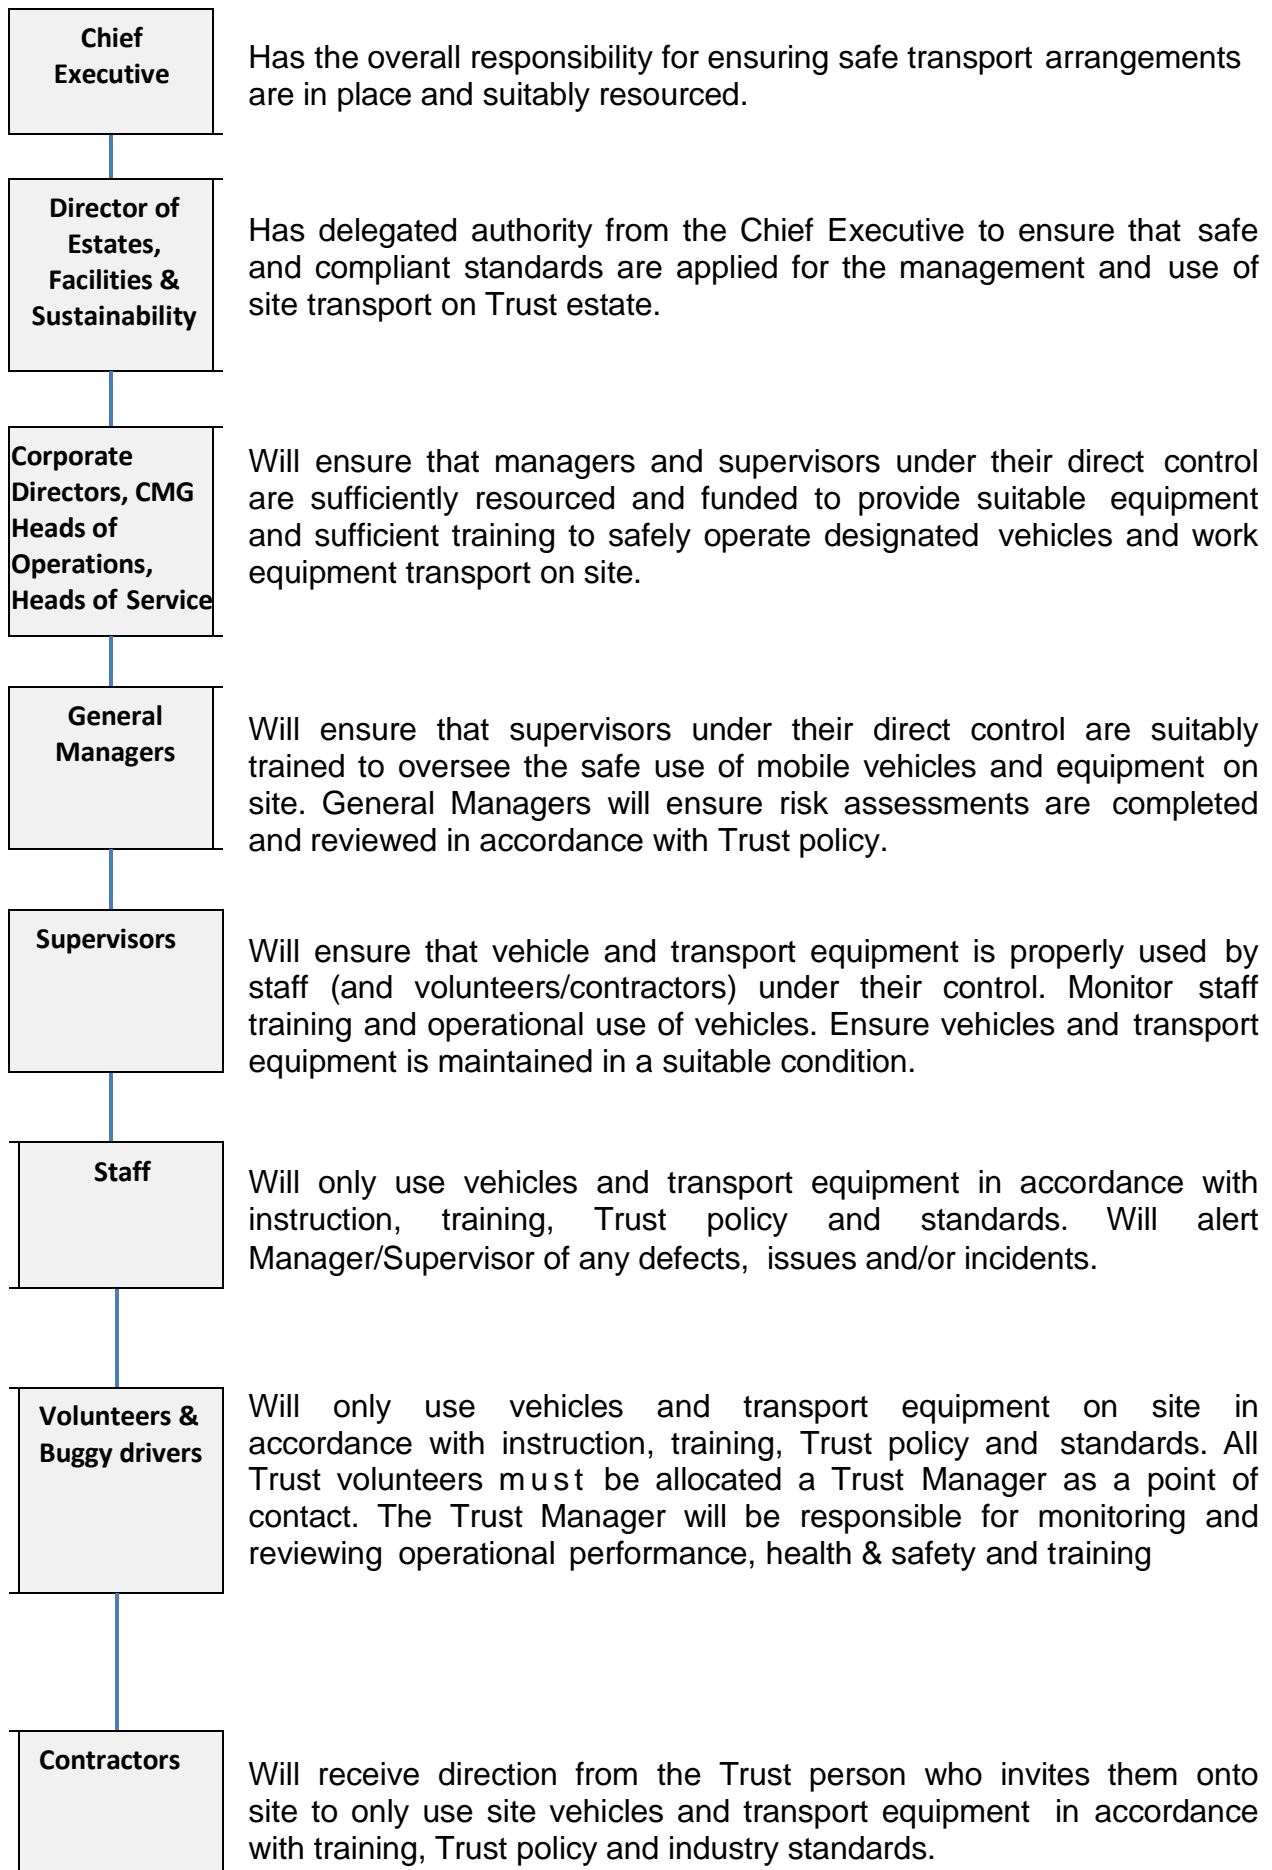 Chief
Executive
Has the overall responsibility for ensuring safe transport arrangements
are in place and suitably resourced.
Director of
Estates,
Facilities &
Sustainability
Has delegated authority from the Chief Executive to ensure that safe
and compliant standards are applied for the management and use of
site transport on Trust estate.
Corporate
Directors, CMG
Heads of
Operations,
Heads of Service
Will ensure that managers and supervisors under their direct control
are sufficiently resourced and funded to provide suitable equipment
and sufficient training to safely operate designated vehicles and work
equipment transport on site.
General
Managers
Will ensure that supervisors under their direct control are suitably
trained to oversee the safe use of mobile vehicles and equipment on
site. General Managers will ensure risk assessments are completed
and reviewed in accordance with Trust policy.
Supervisors
Will ensure that vehicle and transport equipment is properly used by
staff (and volunteers/contractors) under their control. Monitor staff
training and operational use of vehicles. Ensure vehicles and transport
equipment is maintained in a suitable condition.
Staff
Will only use vehicles and transport equipment in accordance with
instruction, training, Trust policy and standards. Will alert
Manager/Supervisor of any defects, issues and/or incidents.
Volunteers &
Buggy drivers
Will only use vehicles and transport equipment on site in
accordance with instruction, training, Trust policy and standards. All
Trust volunteers must be allocated a Trust Manager as a point of
contact. The Trust Manager will be responsible for monitoring and
reviewing operational performance, health & safety and training
Contractors
Will receive direction from the Trust person who invites them onto
site to only use site vehicles and transport equipment in accordance
with training, Trust policy and industry standards.